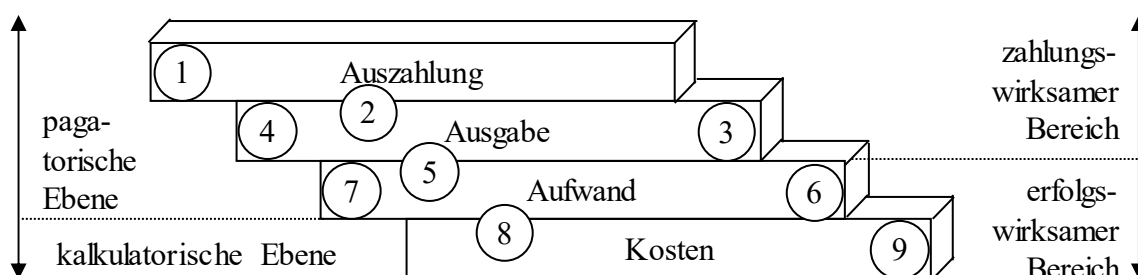 1
Auszahlung
zahlungs-
wirksamer
Bereich
2
4
Ausgabe
3
paga-
torische
Ebene
5
7
Aufwand
6
erfolgs-
wirksamer
Bereich
8
kalkulatorische Ebene
Kosten
9